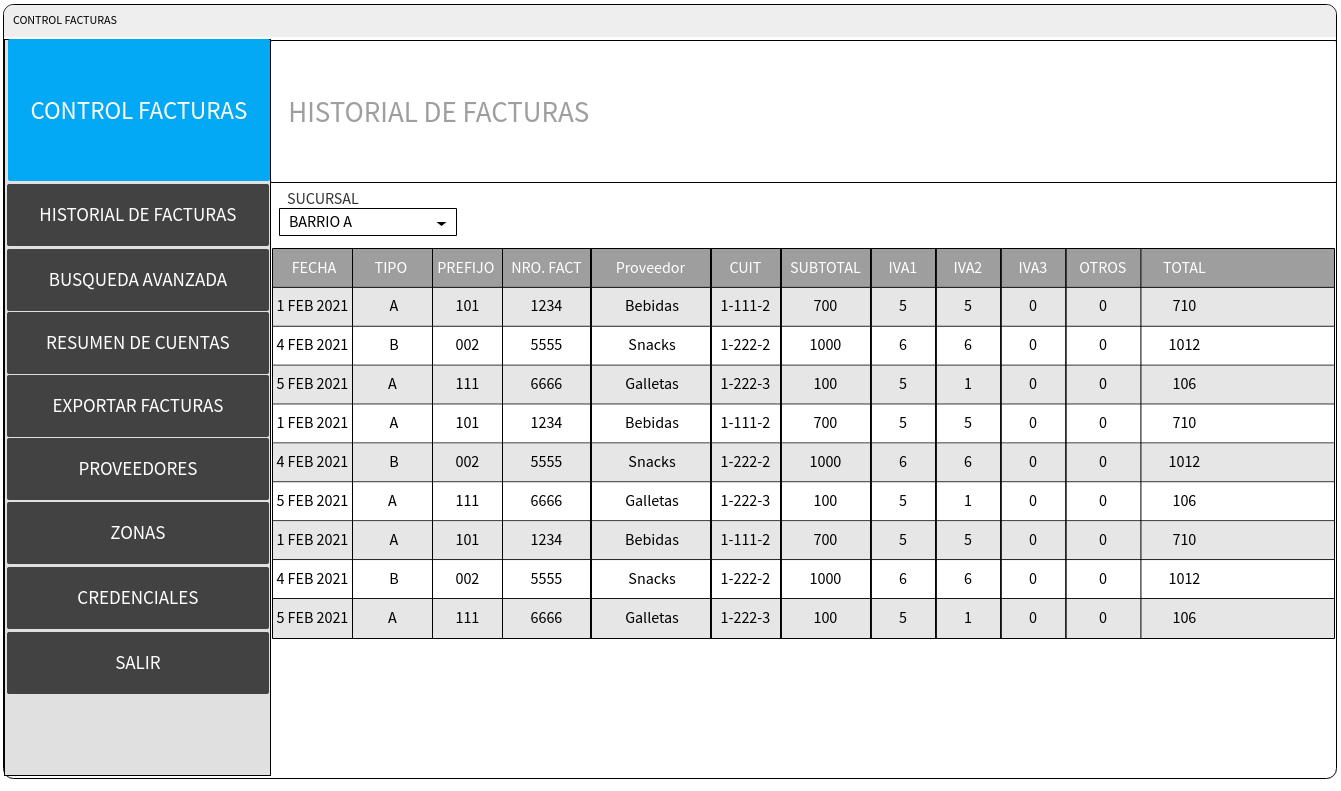 CONTROL FACTURAS
CONTROL FACTURAS
HISTORIAL DE FACTURAS
BUSQUEDA AVANZADA
RESUMEN DE CUENTAS
EXPORTAR FACTURAS
PROVEEDORES
ZONAS
CREDENCIALES
SALIR
HISTORIAL DE FACTURAS
SUCURSAL
BARRIO A
FECHA TIPO PREFIJO NRO. FACT Proveedor CUIT SUBTOTAL IVA1 IVA2 IVA3 OTROS TOTAL
1 FEB 2021 A 101 1234 Bebidas 1-111-2 700 5 5 0 0 710
4 FEB 2021 B 002 5555 Snacks 1-222-2 1000 6 6 0 0 1012
5 FEB 2021 A 111 6666 Galletas 1-222-3 100 5 1 0 0 106
1 FEB 2021 A 101 1234 Bebidas 1-111-2 700 5 5 0 0 710
4 FEB 2021 B 002 5555 Snacks 1-222-2 1000 6 6 0 0 1012
5 FEB 2021 A 111 6666 Galletas 1-222-3 100 5 1 0 0 106
1 FEB 2021 A 101 1234 Bebidas 1-111-2 700 5 5 0 0 710
4 FEB 2021 B 002 5555 Snacks 1-222-2 1000 6 6 0 0 1012
5 FEB 2021 A 111 6666 Galletas 1-222-3 100 5 1 0 0 106